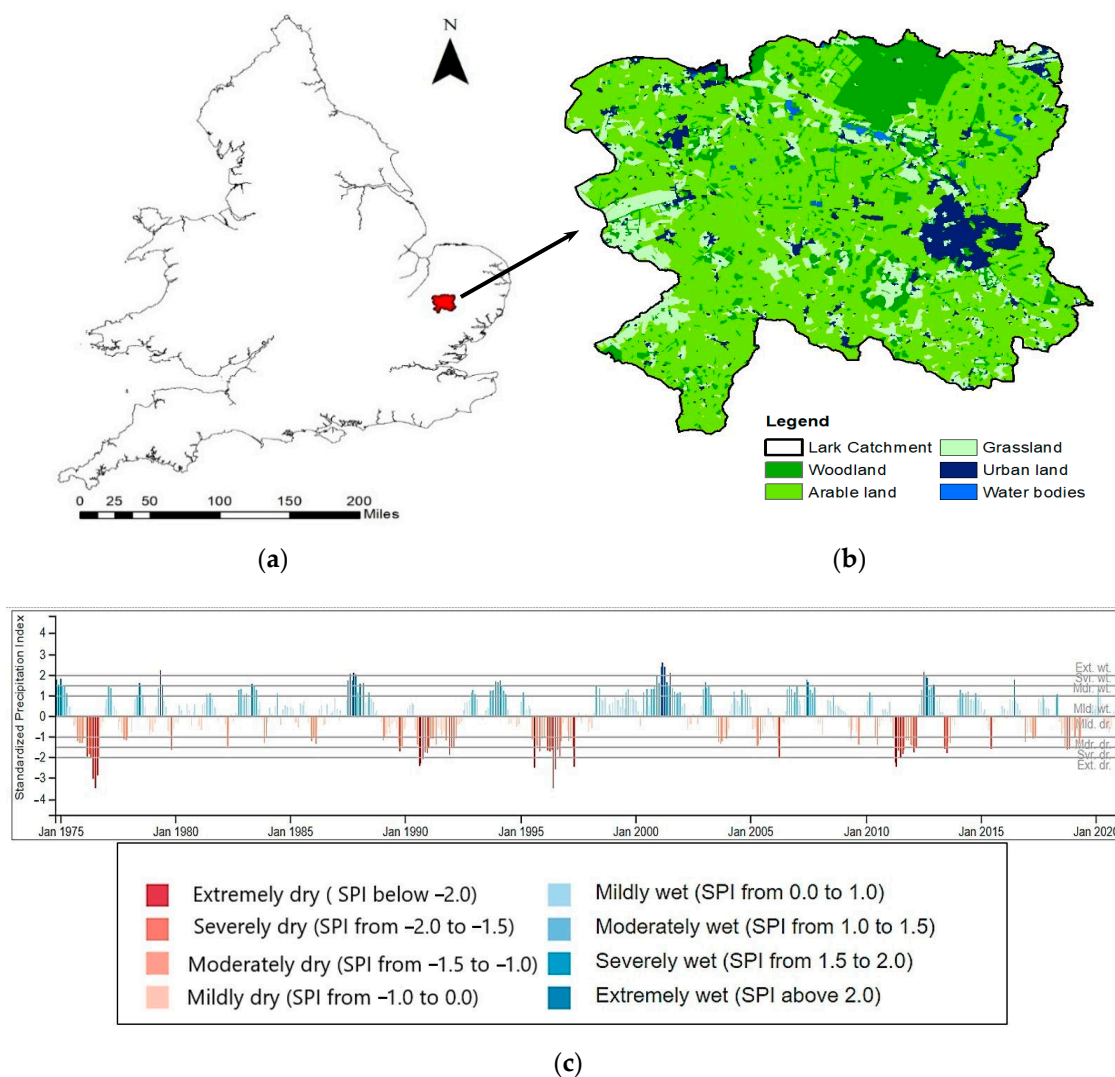 N
0 25 50 100 150 200
Miles
(a)
Legend
Lark Catchment
Grassland
Woodland
Urban land
Arable land
Water bodies
(b)
Standardized Precipitation Index
4
3
2
1
0
−1
−2
−3
−4
Ext. wt.
Svr. wt.
Mdr. wt.
Mld. wt.
Mld. dr.
Mdr. dr.
Svr. dr.
Ext. dr.
Jan 1975 Jan 1980 Jan 1985 Jan 1990 Jan 1995 Jan 2000 Jan 2005 Jan 2010 Jan 2015 Jan 2020
Extremely dry ( SPI below −2.0)
Severely dry (SPI from −2.0 to −1.5)
Moderately dry (SPI from −1.5 to −1.0)
Mildly dry (SPI from −1.0 to 0.0)
Mildly wet (SPI from 0.0 to 1.0)
Moderately wet (SPI from 1.0 to 1.5)
Severely wet (SPI from 1.5 to 2.0)
Extremely wet (SPI above 2.0)
(c)